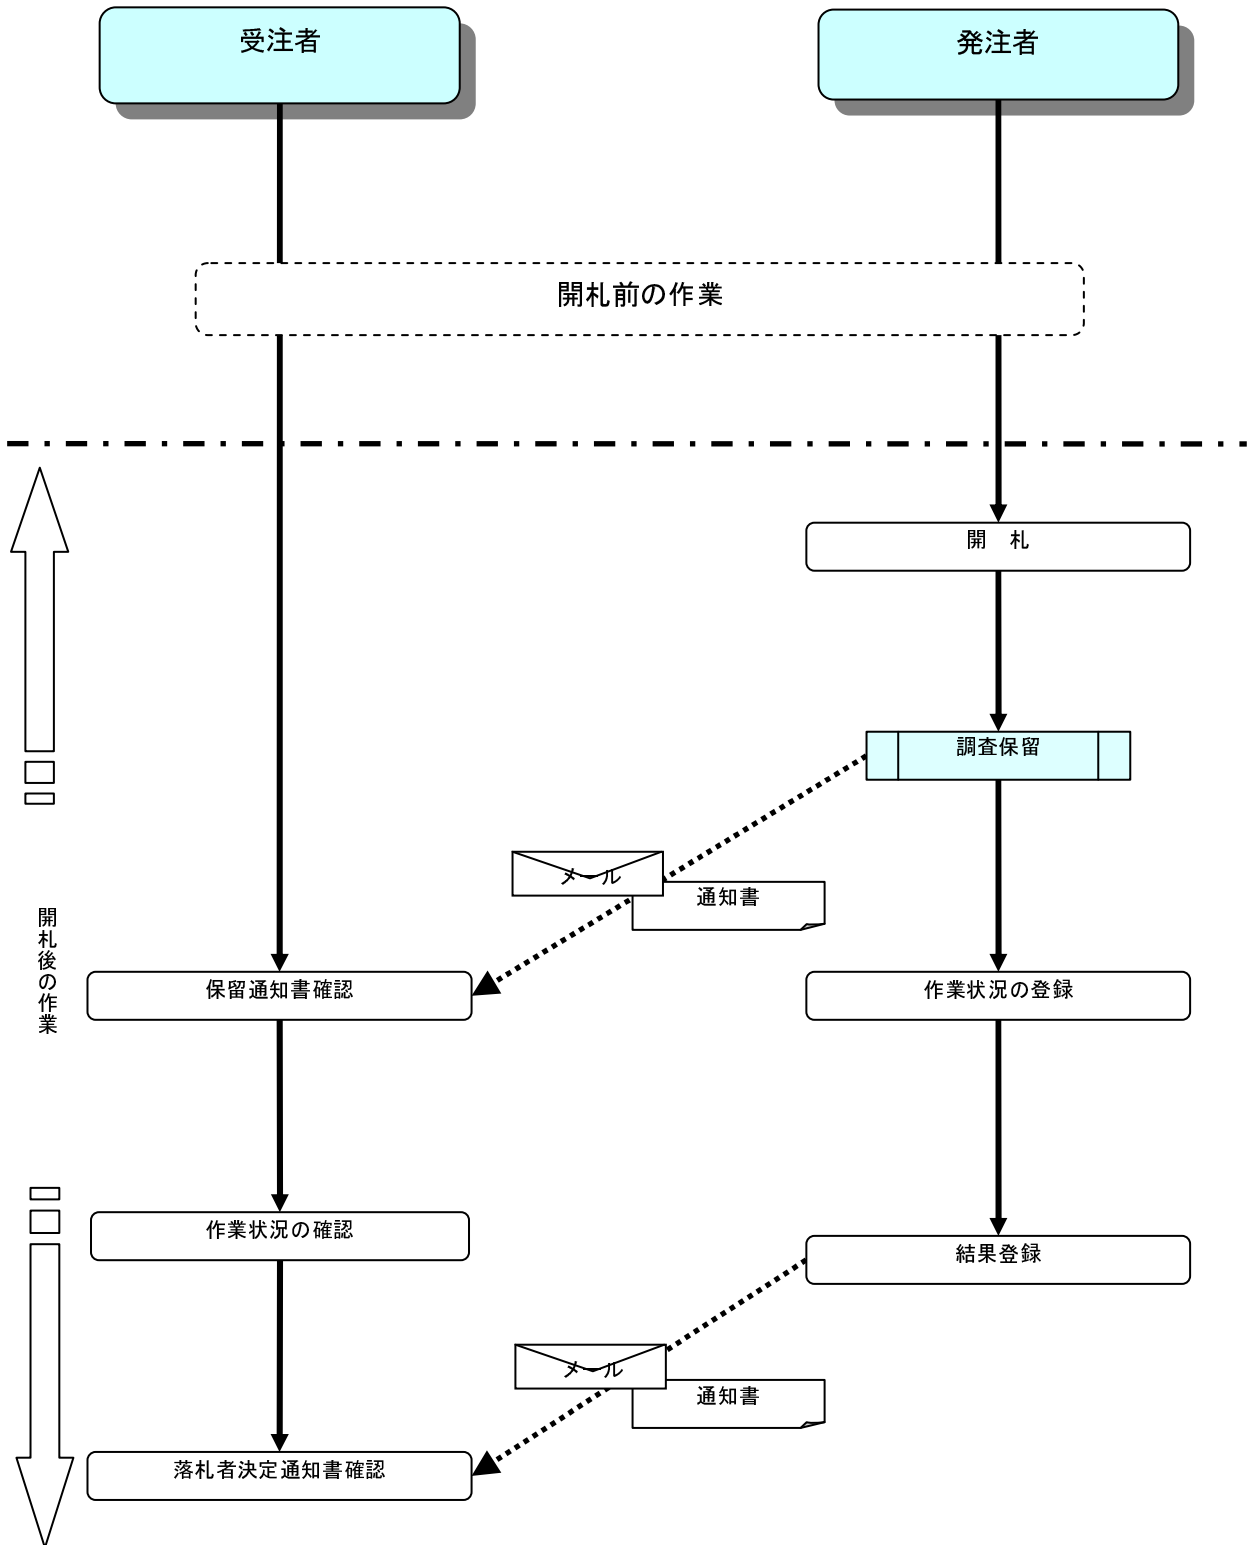 受注者
発注者
開札前の作業
開　札
調査保留
メール
通知書
開札後の作業
保留通知書確認
作業状況の登録
作業状況の確認
結果登録
メール
通知書
落札者決定通知書確認